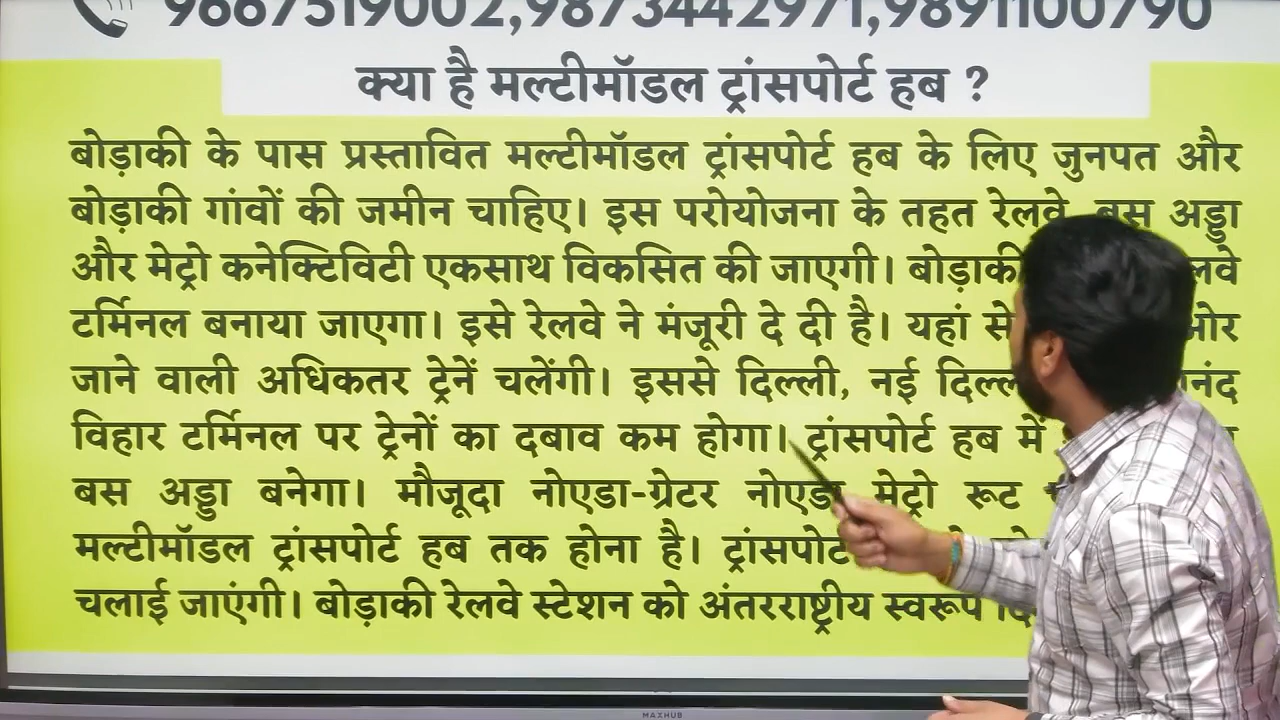 9667519002,9873442971,9891100790
क्या है मल्टीमॉडल ट्रांसपोर्ट हब ?
बोड़ाकी के पास प्रस्तावित मल्टीमॉडल ट्रांसपोर्ट हब के लिए जुनपत और
बोड़ाकी गांवों की जमीन चाहिए। इस परोयोजना के तहत रेलवे, बस अड्डा
और मेट्रो कनेक्टिविटी एकसाथ विकसित की जाएगी। बोड़ाकी
टर्मिनल बनाया जाएगा। इसे रेलवे ने मंजूरी दे दी है। यहां से ओर
जाने वाली अधिकतर ट्रेनें चलेंगी। इससे दिल्ली, नई
विहार टर्मिनल पर ट्रेनों का दबाव कम होगा। ट्रांसपोर्ट हब में
बस अड्डा बनेगा। मौजूदा नोएडा-ग्रेटर नोएडा मेट्रो रूट
मल्टीमॉडल ट्रांसपोर्ट हब तक होना है।
चलाई जाएंगी। बोड़ाकी रेलवे स्टेशन को अंतरराष्ट्रीय स्वरूप
MAXHUB